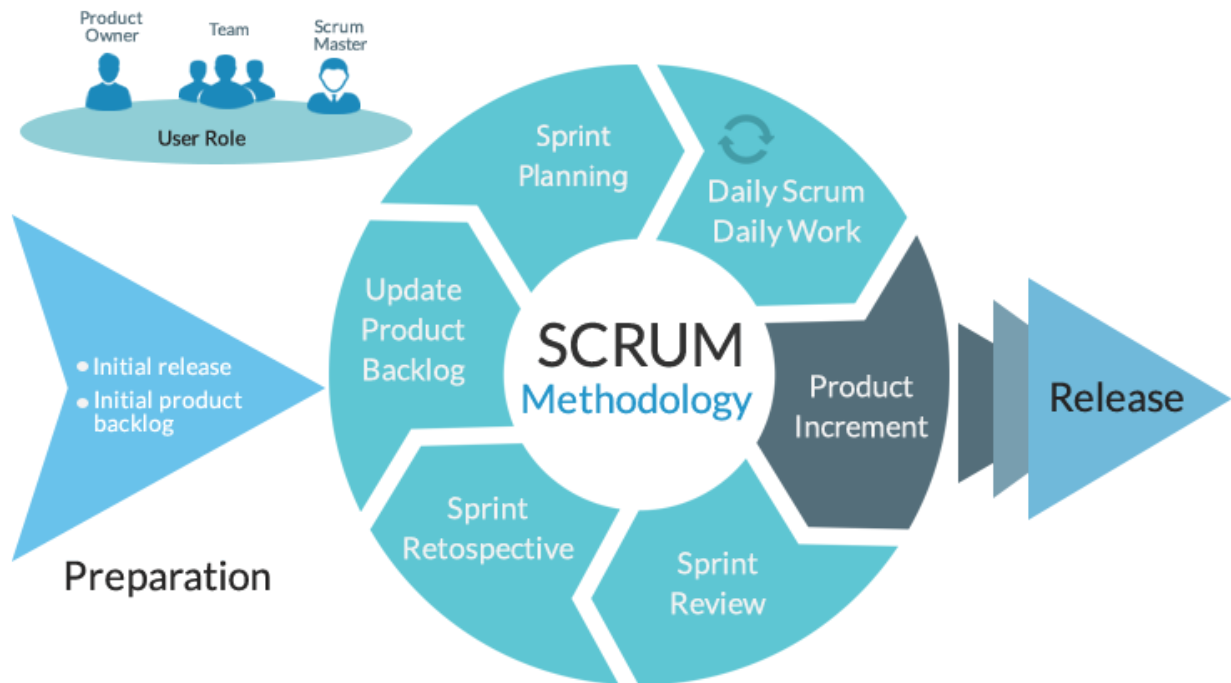 Product
Owner
Team
Scrum
Master
User Role
Sprint
Planning
Daily Scrum
Daily Work
Update
Product
Backlog
SCRUM
Methodology
Product
Increment
Release
Initial release
Initial product
backlog
Preparation
Sprint
Retospective
Sprint
Review